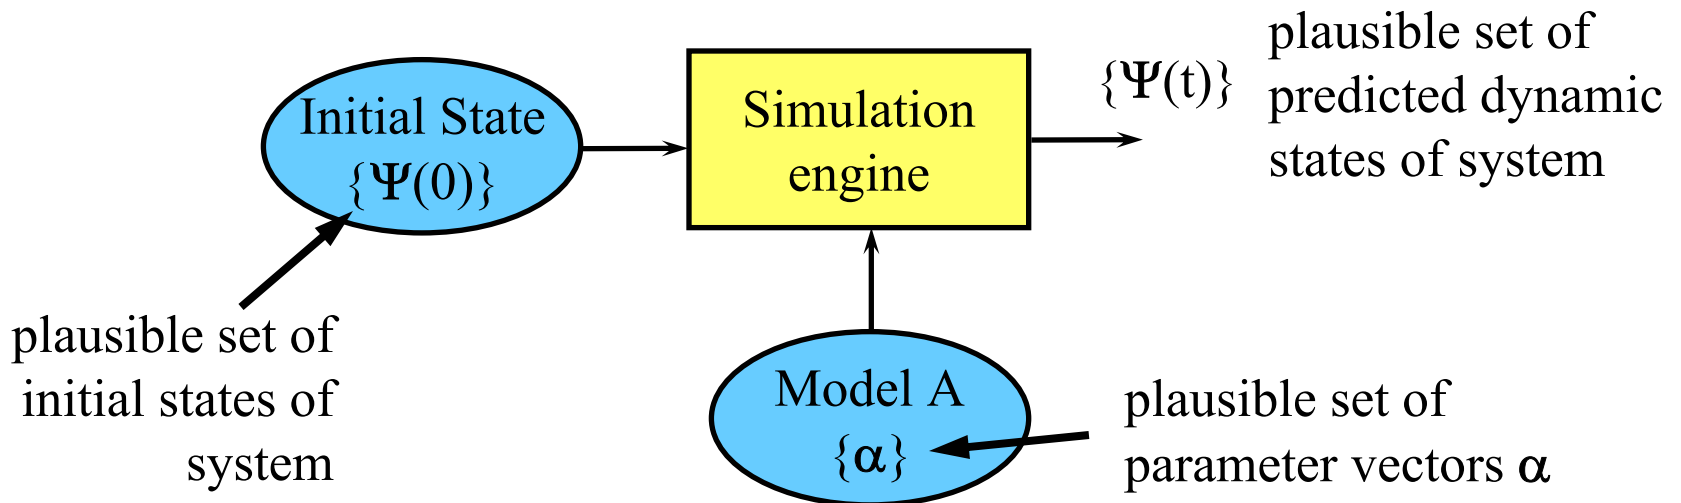 Initial State
{Ψ(0)}
Simulation
engine
{Ψ(t)}
plausible set of
predicted dynamic
states of system
plausible set of
initial states of
system
Model A
{α}
plausible set of
parameter vectors α